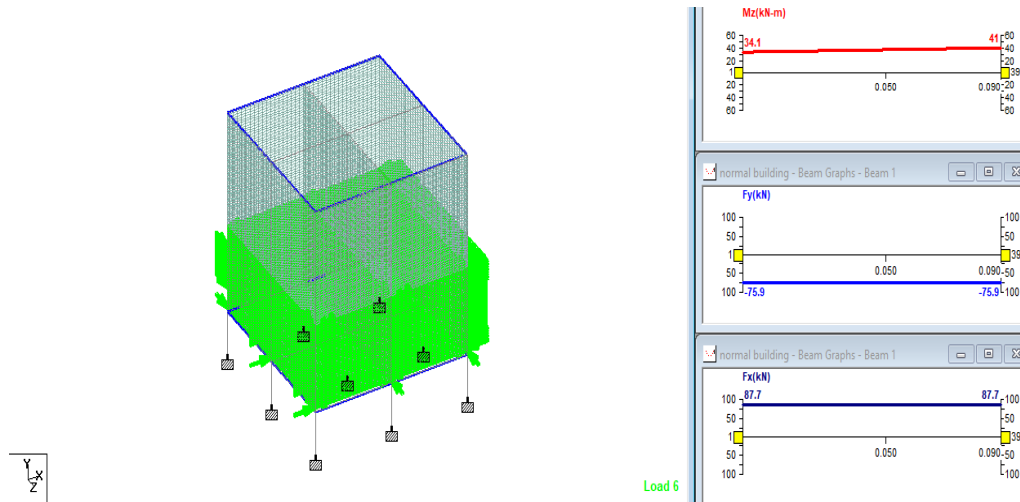 Y
X
Z
Load 6
Mz(kN-m)
60 60
40 34.1 41 40
20 20
1 39
0.050 0.090
20 20
40 40
60 60
normal building - Beam Graphs - Beam 1
Fy(kN)
100 100
50 50
1 39
0.050 0.090
50 50
100 -75.9 -75.9 100
normal building - Beam Graphs - Beam 1
Fx(kN)
100 87.7 87.7 100
50 50
1 39
0.050 0.090
50 50
100 100